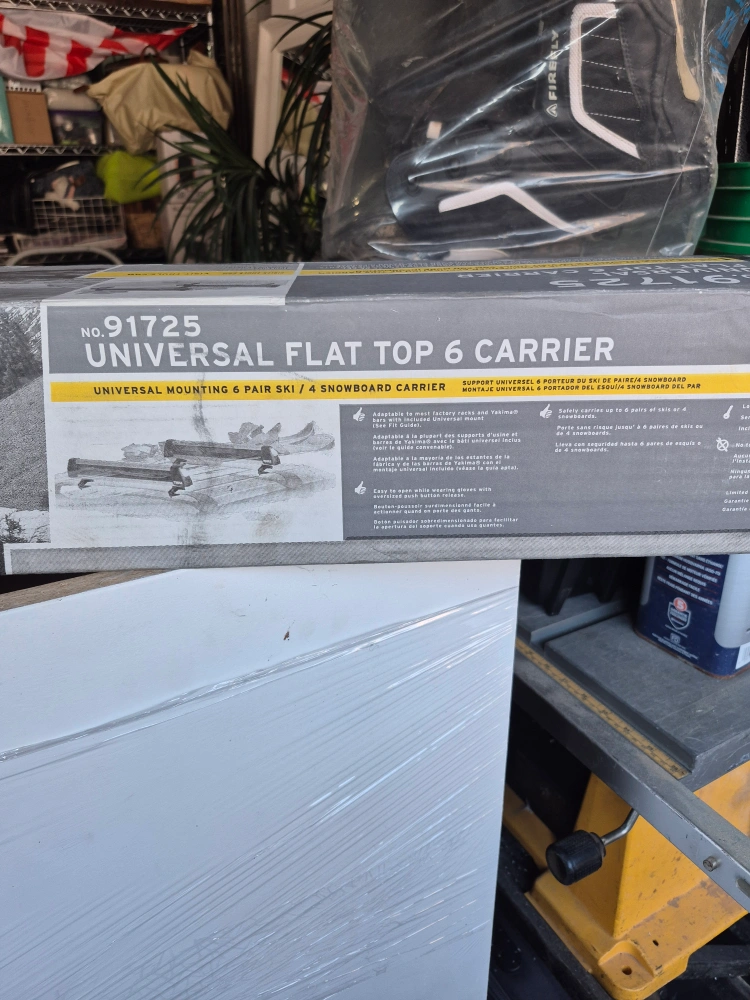 FIREFLY
91725
NO.91725
UNIVERSAL FLAT TOP 6 CARRIER
UNIVERSAL MOUNTING 6 PAIR SKI / 4 SNOWBOARD CARRIER
SUPPORT UNIVERSEL 6 PORTEUR DU SKI DE PAIRE/4 SNOWBOARD
MONTAJE UNIVERSAL 6 PORTADOR DEL ESQUÍ/4 SNOWBOARD DEL PAR
Adaptable to most factory racks and Yakima®
bars with included Universal mount
(See Fit Guide).
Adaptable à la plupart des supports d'usine et
barres de Yakima® avec le bâti universel inclus
(voir le guide convenable).
Adaptable a la mayoría de los estantes de la
fábrica y de las barras de Yakima® con el
montaje universal incluido (véase la guía apta).
Easy to open while wearing gloves with
oversized push button release.
Bouton-poussoir surdimensionné facile à
actionner quand on porte des gants.
Botón pulsador sobredimensionado para facilitar
la apertura del soporte cuando usa guantes.
Safely carries up to 6 pairs of skis or 4
snowboards.
Porte sans risque jusqu' à 6 paires de skis ou
de 4 snowboards.
Lleva con seguridad hasta 6 pares de esquís o
de 4 snowboards.